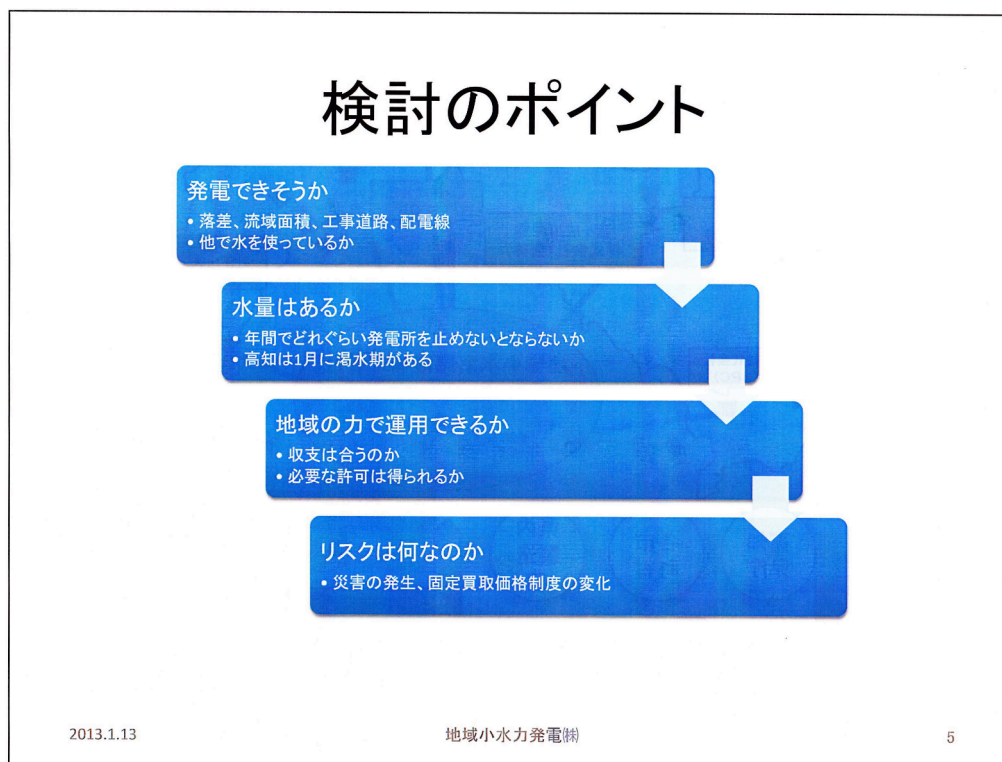 検討のポイント
発電できそうか
• 落差、流域面積、工事道路、配電線
• 他で水を使っているか
水量はあるか
• 年間でどれぐらい発電所を止めないとならないか
• 高知は1月に渇水期がある
地域の力で運用できるか
• 収支は合うのか
• 必要な許可は得られるか
リスクは何なのか
• 災害の発生、固定買取価格制度の変化
2013.1.13
地域小水力発電㈱
5